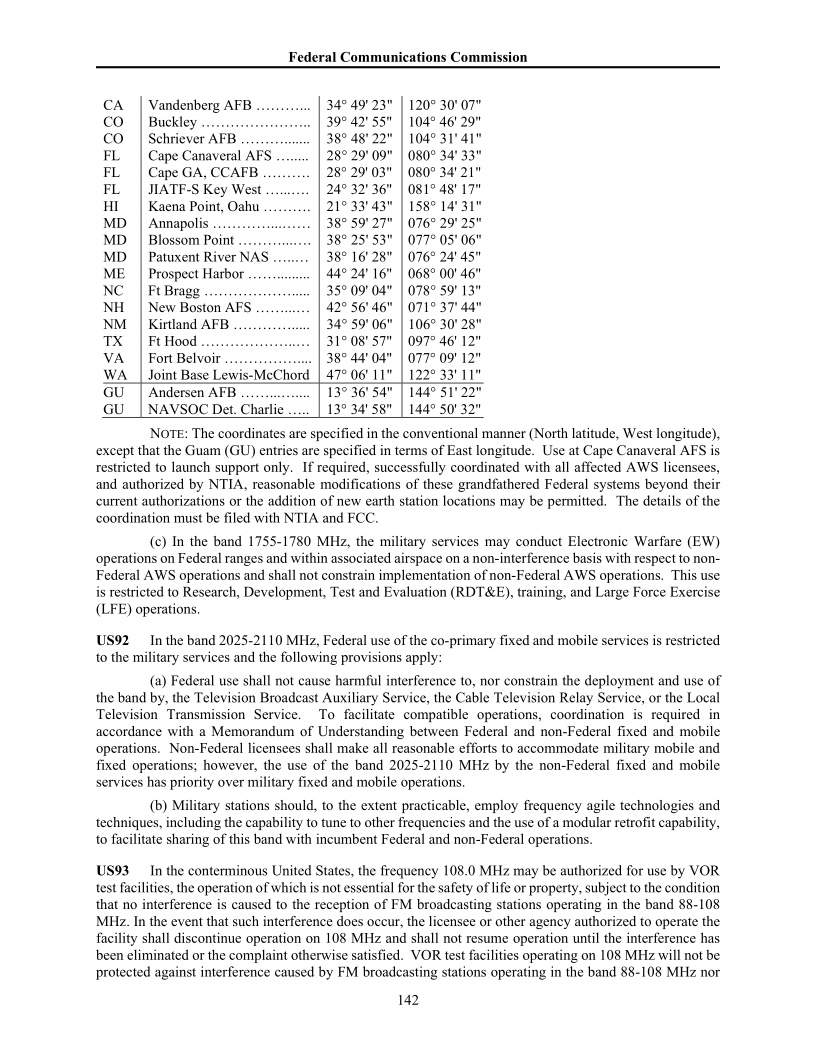 Federal Communications Commission
CA Vandenberg AFB ………... 34° 49' 23" 120° 30' 07"
CO Buckley ………………….. 39° 42' 55" 104° 46' 29"
CO Schriever AFB ………....... 38° 48' 22" 104° 31' 41"
FL Cape Canaveral AFS …..... 28° 29' 09" 080° 34' 33"
FL Cape GA, CCAFB ………. 28° 29' 03" 080° 34' 21"
FL JIATF-S Key West …...…. 24° 32' 36" 081° 48' 17"
HI Kaena Point, Oahu ………. 21° 33' 43" 158° 14' 31"
MD Annapolis …………...…… 38° 59' 27" 076° 29' 25"
MD Blossom Point ………...…. 38° 25' 53" 077° 05' 06"
MD Patuxent River NAS …..… 38° 16' 28" 076° 24' 45"
ME Prospect Harbor ……......... 44° 24' 16" 068° 00' 46"
NC Ft Bragg ………………..... 35° 09' 04" 078° 59' 13"
NH New Boston AFS ……...… 42° 56' 46" 071° 37' 44"
NM Kirtland AFB …………..... 34° 59' 06" 106° 30' 28"
TX Ft Hood ………………..… 31° 08' 57" 097° 46' 12"
VA Fort Belvoir …………….... 38° 44' 04" 077° 09' 12"
WA Joint Base Lewis-McChord 47° 06' 11" 122° 33' 11"
GU Andersen AFB ……...….... 13° 36' 54" 144° 51' 22"
GU NAVSOC Det. Charlie ….. 13° 34' 58" 144° 50' 32"
NOTE: The coordinates are specified in the conventional manner (North latitude, West longitude),
except that the Guam (GU) entries are specified in terms of East longitude. Use at Cape Canaveral AFS is
restricted to launch support only. If required, successfully coordinated with all affected AWS licensees,
and authorized by NTIA, reasonable modifications of these grandfathered Federal systems beyond their
current authorizations or the addition of new earth station locations may be permitted. The details of the
coordination must be filed with NTIA and FCC.
(c) In the band 1755-1780 MHz, the military services may conduct Electronic Warfare (EW)
operations on Federal ranges and within associated airspace on a non-interference basis with respect to non-
Federal AWS operations and shall not constrain implementation of non-Federal AWS operations. This use
is restricted to Research, Development, Test and Evaluation (RDT&E), training, and Large Force Exercise
(LFE) operations.
US92 In the band 2025-2110 MHz, Federal use of the co-primary fixed and mobile services is restricted
to the military services and the following provisions apply:
(a) Federal use shall not cause harmful interference to, nor constrain the deployment and use of
the band by, the Television Broadcast Auxiliary Service, the Cable Television Relay Service, or the Local
Television Transmission Service. To facilitate compatible operations, coordination is required in
accordance with a Memorandum of Understanding between Federal and non-Federal fixed and mobile
operations. Non-Federal licensees shall make all reasonable efforts to accommodate military mobile and
fixed operations; however, the use of the band 2025-2110 MHz by the non-Federal fixed and mobile
services has priority over military fixed and mobile operations.
(b) Military stations should, to the extent practicable, employ frequency agile technologies and
techniques, including the capability to tune to other frequencies and the use of a modular retrofit capability,
to facilitate sharing of this band with incumbent Federal and non-Federal operations.
US93 In the conterminous United States, the frequency 108.0 MHz may be authorized for use by VOR
test facilities, the operation of which is not essential for the safety of life or property, subject to the condition
that no interference is caused to the reception of FM broadcasting stations operating in the band 88-108
MHz. In the event that such interference does occur, the licensee or other agency authorized to operate the
facility shall discontinue operation on 108 MHz and shall not resume operation until the interference has
been eliminated or the complaint otherwise satisfied. VOR test facilities operating on 108 MHz will not be
protected against interference caused by FM broadcasting stations operating in the band 88-108 MHz nor
142